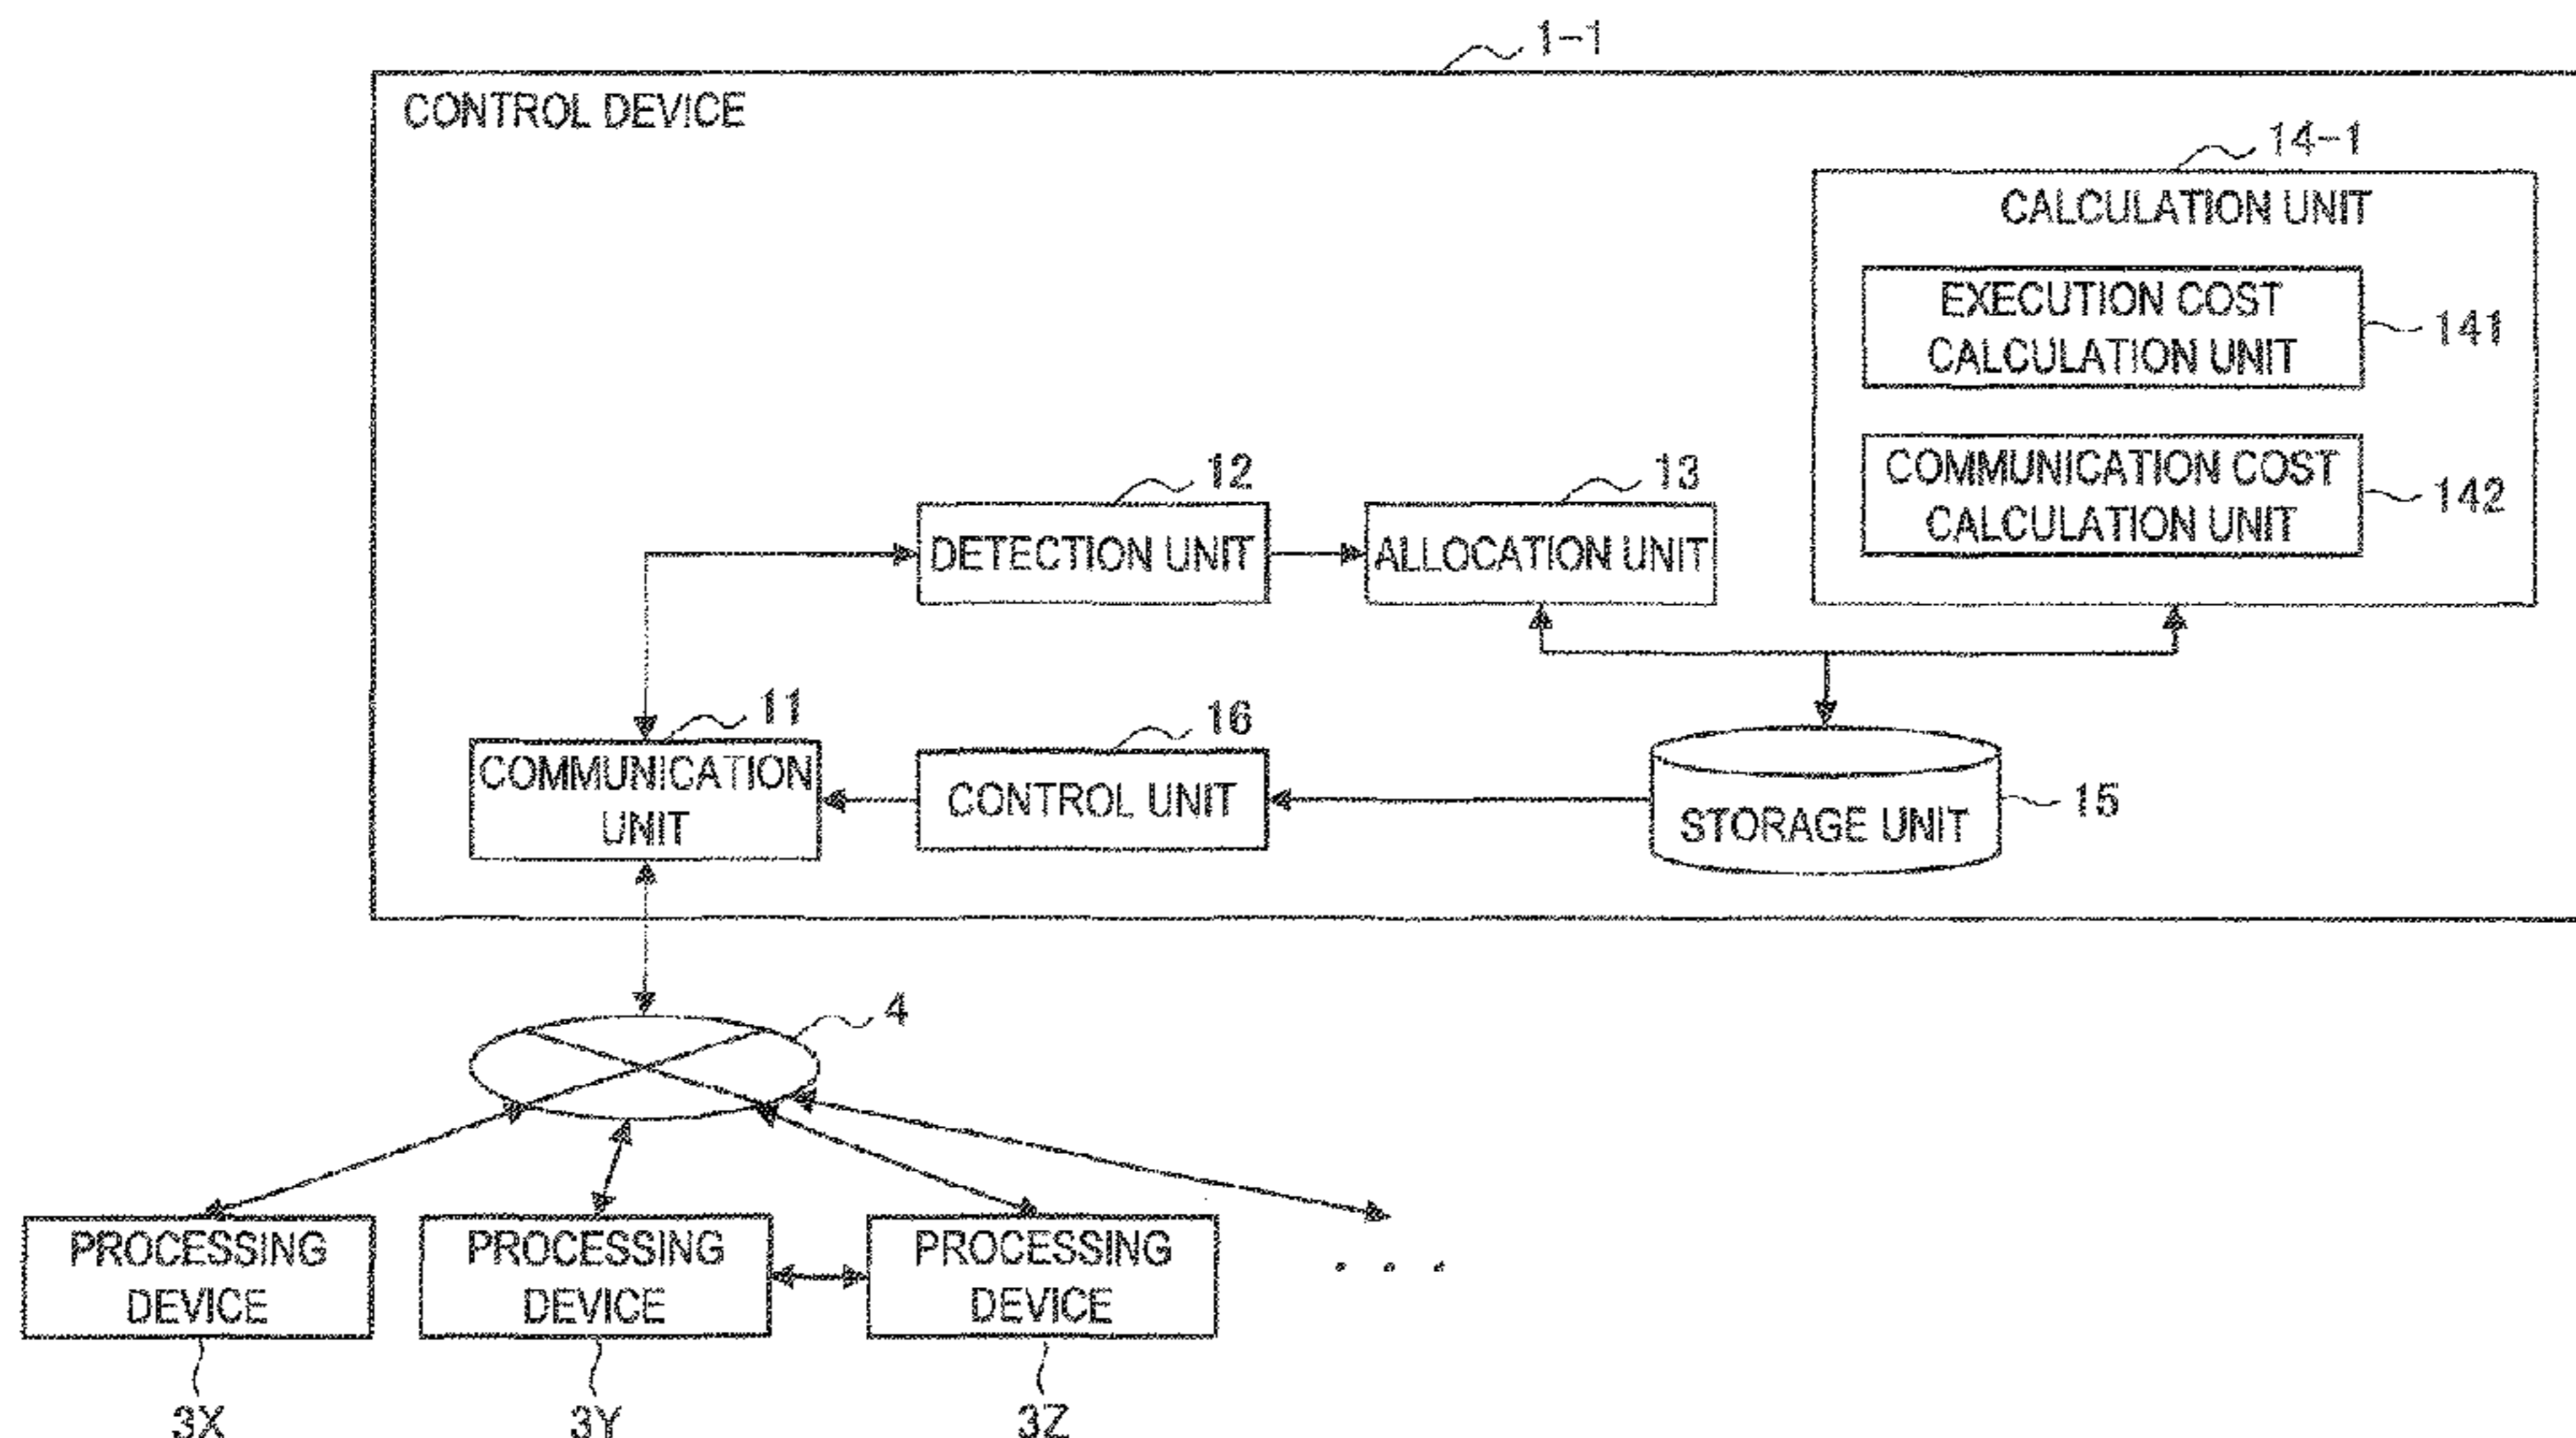 1-1
CONTROL DEVICE
14-1
CALCULATION UNIT
EXECUTION COST
CALCULATION UNIT
141
COMMUNICATION COST
CALCULATION UNIT
142
12
DETECTION UNIT
13
ALLOCATION UNIT
11
COMMUNICATION
UNIT
16
CONTROL UNIT
STORAGE UNIT
15
4
PROCESSING
DEVICE
PROCESSING
DEVICE
PROCESSING
DEVICE
. . .
3X
3Y
3Z